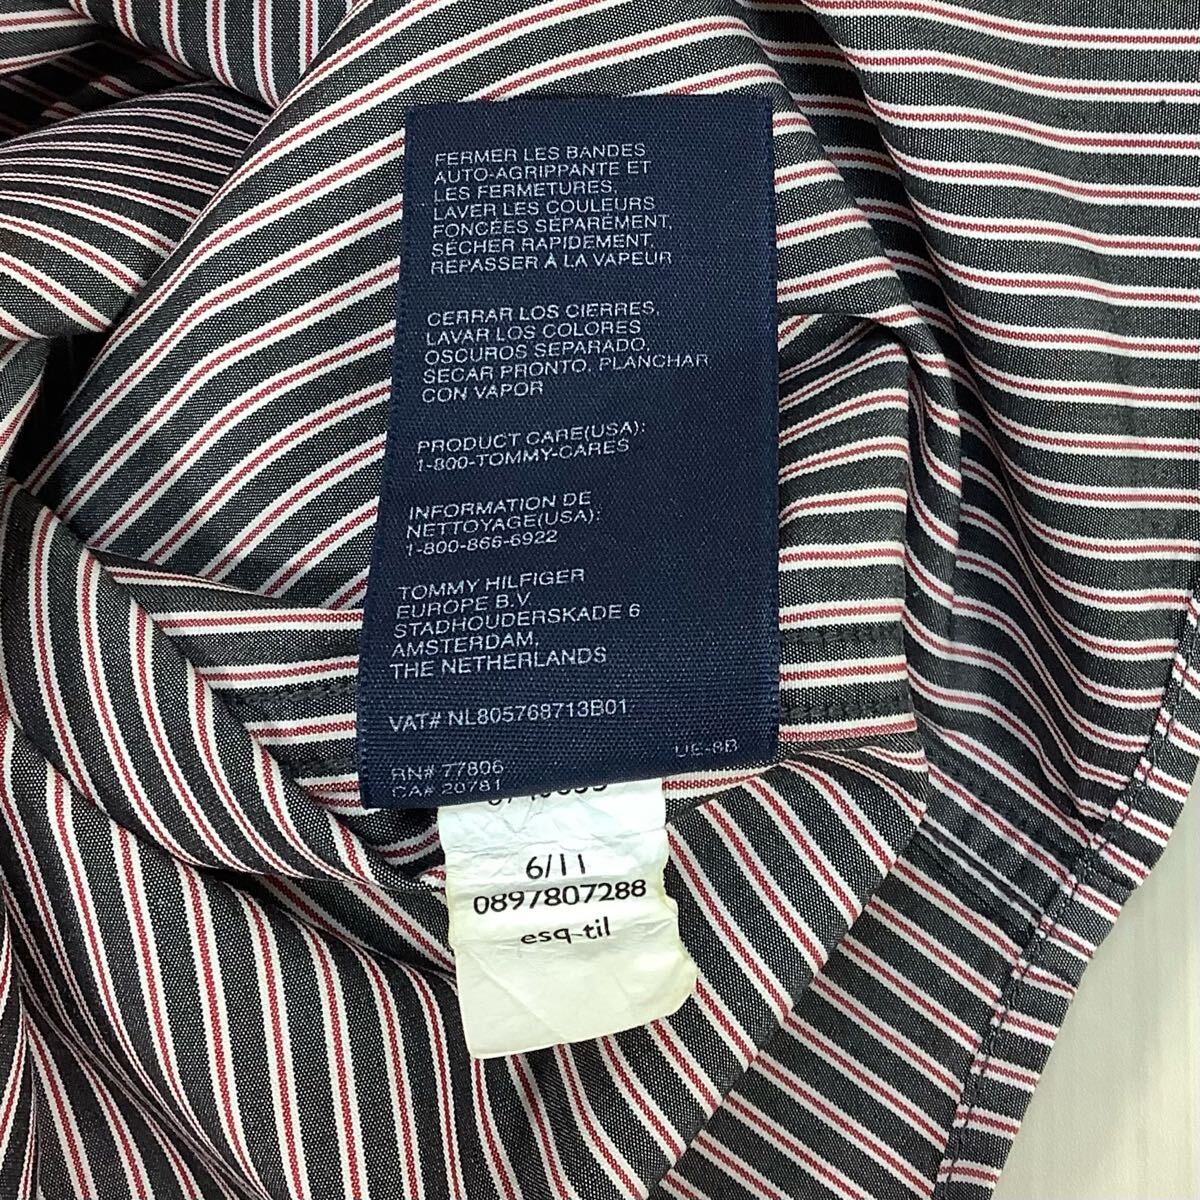 FERMER LES BANDES
AUTO-AGRIPPANTE ET
LES FERMETURES,
LAVER LES COULEURS
FONCÉES SÉPARÉMENT,
SÉCHER RAPIDEMENT,
REPASSER À LA VAPEUR
CERRAR LOS CIERRES,
LAVAR LOS COLORES
OSCUROS SEPARADO,
SECAR PRONTO, PLANCHAR
CON VAPOR
PRODUCT CARE(USA):
1-800-TOMMY-CARES
INFORMATION DE
NETTOYAGE(USA):
1-800-866-6922
TOMMY HILFIGER
EUROPE B.V
STADHOUDERSKADE 6
AMSTERDAM,
THE NETHERLANDS
VAT# NL805768713B01
UE-8B
RN# 77806
CA# 20781
6/11
0897807288
esq til